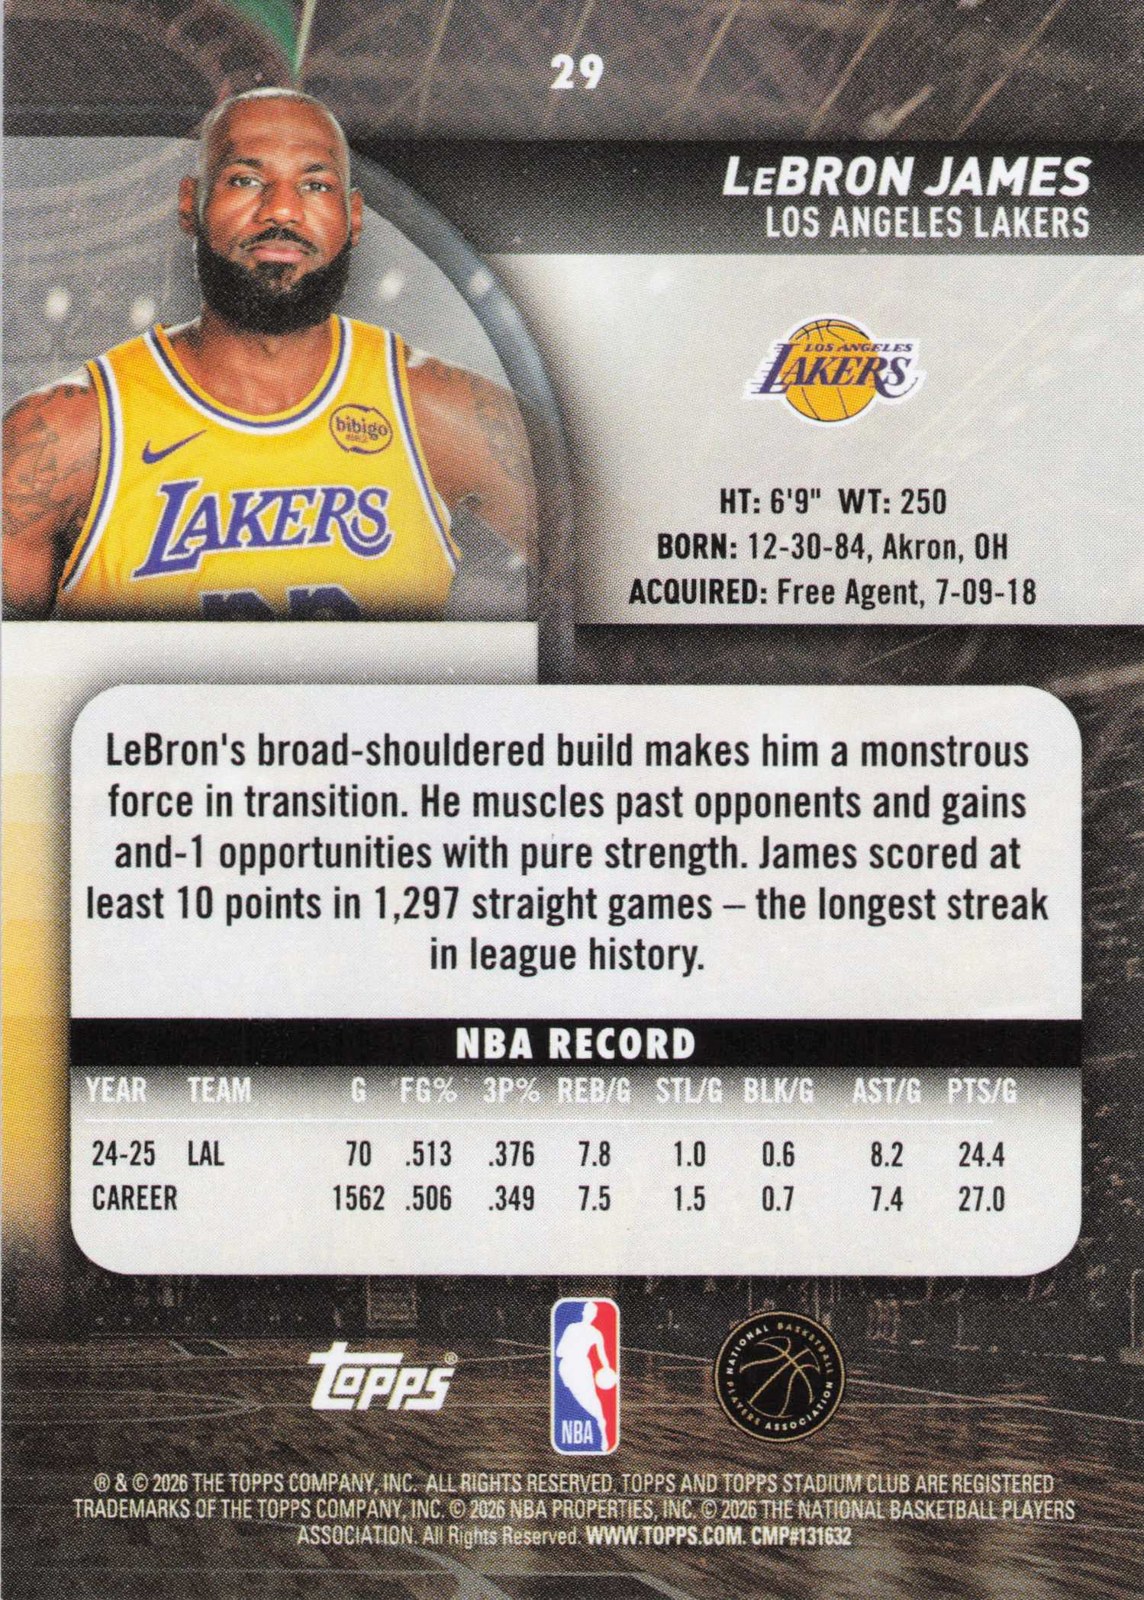 29
LeBRON JAMES
LOS ANGELES LAKERS
LOS ANGELES
LAKERS
HT: 6'9" WT: 250
BORN: 12-30-84, Akron, OH
ACQUIRED: Free Agent, 7-09-18
bibigo
LAKERS
LeBron's broad-shouldered build makes him a monstrous
force in transition. He muscles past opponents and gains
and-1 opportunities with pure strength. James scored at
least 10 points in 1,297 straight games – the longest streak
in league history.
NBA RECORD
YEAR TEAM G FG% 3P% REB/G STL/G BLK/G AST/G PTS/G
24-25 LAL 70 .513 .376 7.8 1.0 0.6 8.2 24.4
CAREER 1562 .506 .349 7.5 1.5 0.7 7.4 27.0
Topps®
NBA
NATIONAL BASKETBALL PLAYERS ASSOCIATION
® & © 2026 THE TOPPS COMPANY, INC. ALL RIGHTS RESERVED. TOPPS AND TOPPS STADIUM CLUB ARE REGISTERED
TRADEMARKS OF THE TOPPS COMPANY, INC. © 2026 NBA PROPERTIES, INC. © 2026 THE NATIONAL BASKETBALL PLAYERS
ASSOCIATION. All Rights Reserved. WWW.TOPPS.COM. CMP#131632